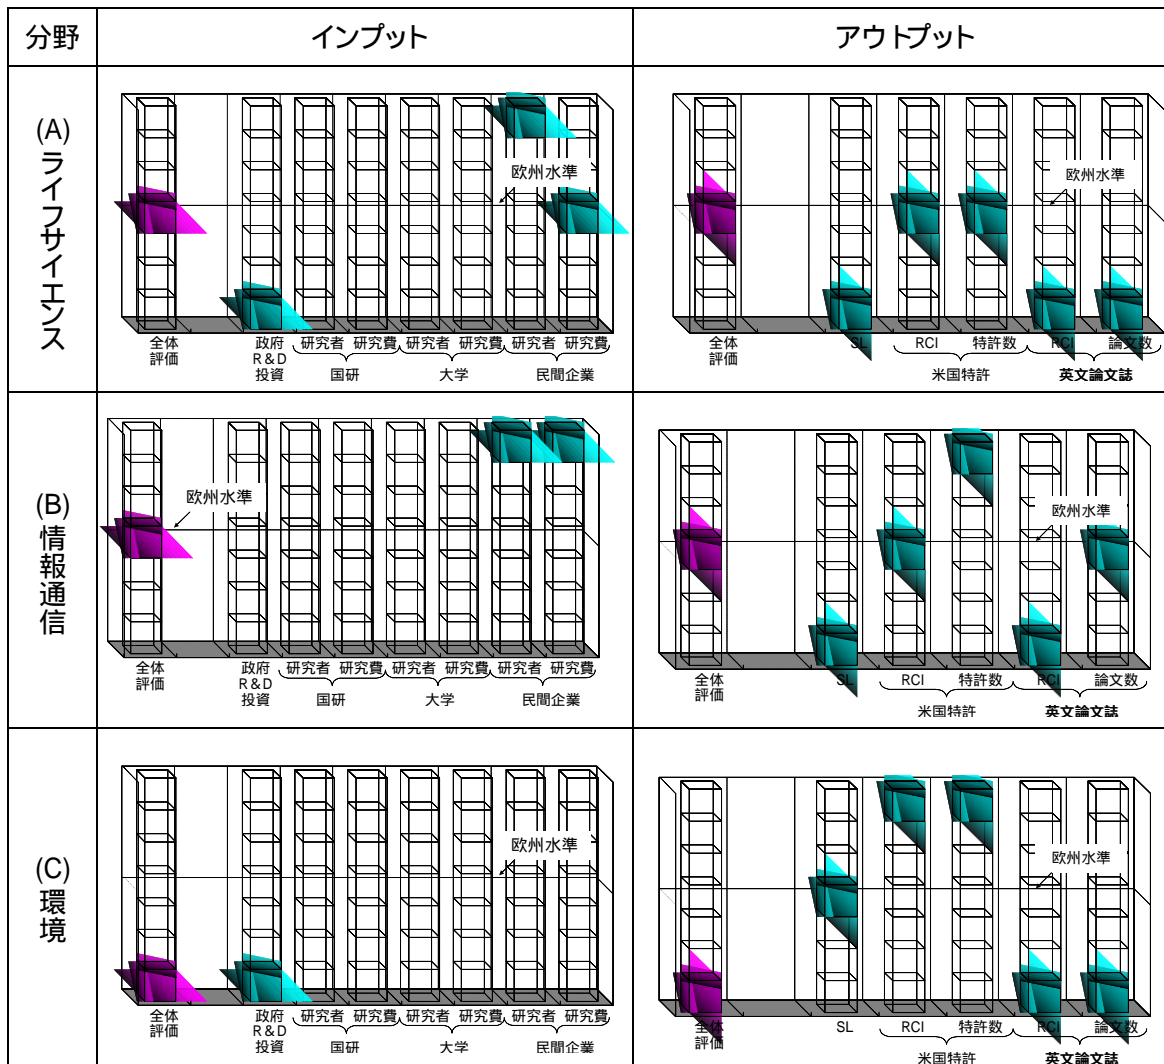 分野
インプット
アウトプット
(A)ライフサイエンス
欧州水準
全体評価
政府R&D投資
研究者 研究費 研究者 研究費 研究者 研究費
国研 大学 民間企業
欧州水準
全体評価
SL RCI 特許数 RCI 論文数
米国特許 英文論文誌
(B)情報通信
欧州水準
全体評価
政府R&D投資
研究者 研究費 研究者 研究費 研究者 研究費
国研 大学 民間企業
欧州水準
全体評価
SL RCI 特許数 RCI 論文数
米国特許 英文論文誌
(C)環境
欧州水準
全体評価
政府R&D投資
研究者 研究費 研究者 研究費 研究者 研究費
国研 大学 民間企業
欧州水準
全体評価
SL RCI 特許数 RCI 論文数
米国特許 英文論文誌